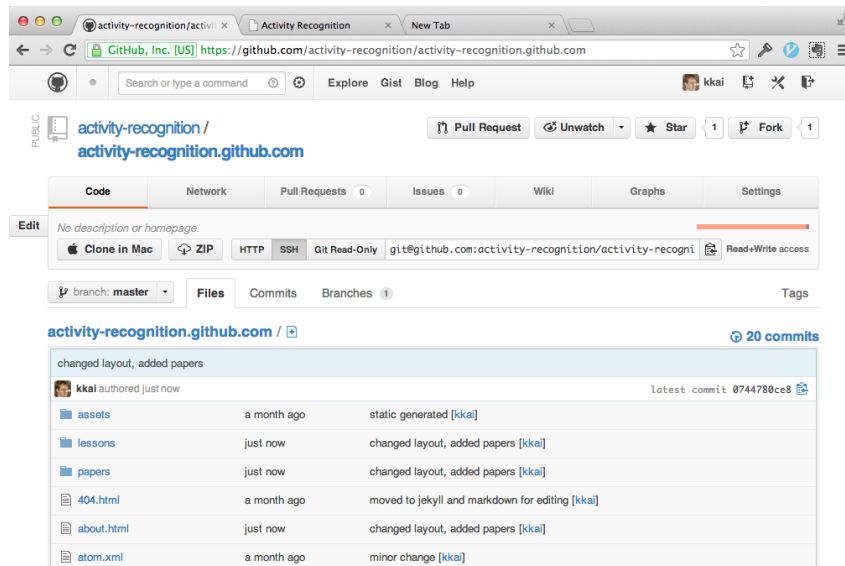 activity-recognition/activi
Activity Recognition
New Tab
GitHub, Inc. [US] https://github.com/activity-recognition/activity-recognition.github.com
Search or type a command
Explore Gist Blog Help
kkai
PUBLIC
activity-recognition /
activity-recognition.github.com
Pull Request
Unwatch
Star 1
Fork 1
Code Network Pull Requests 0 Issues 0 Wiki Graphs Settings
Edit
No description or homepage.
Clone in Mac ZIP HTTP SSH Git Read-Only git@github.com:activity-recognition/activity-recogni Read+Write access
branch: master Files Commits Branches 1 Tags
activity-recognition.github.com /
20 commits
changed layout, added papers
kkai authored just now
latest commit 0744780ce8
assets a month ago static generated [kkai]
lessons just now changed layout, added papers [kkai]
papers just now changed layout, added papers [kkai]
404.html a month ago moved to jekyll and markdown for editing [kkai]
about.html just now changed layout, added papers [kkai]
atom.xml a month ago minor change [kkai]